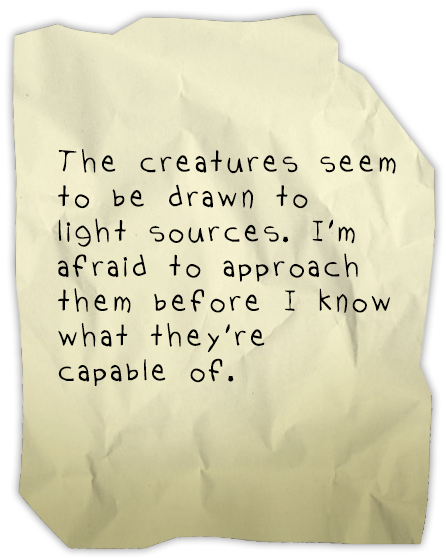 The creatures seem
to be drawn to
light sources. I'm
afraid to approach
them before I know
what they're
capable of.